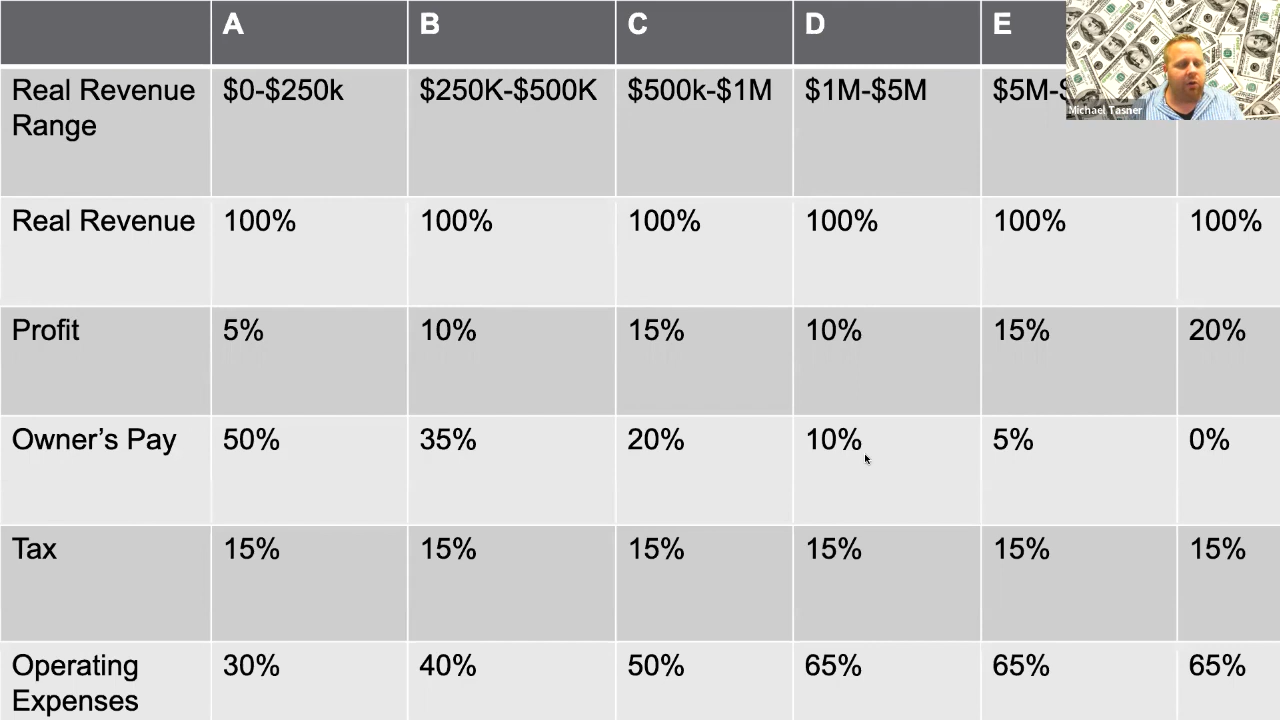 A B C D E
Real Revenue $0-$250k $250K-$500K $500k-$1M $1M-$5M $5M-
Range
Michael Tasner
Real Revenue 100% 100% 100% 100% 100% 100%
Profit 5% 10% 15% 10% 15% 20%
Owner’s Pay 50% 35% 20% 10% 5% 0%
Tax 15% 15% 15% 15% 15% 15%
Operating 30% 40% 50% 65% 65% 65%
Expenses